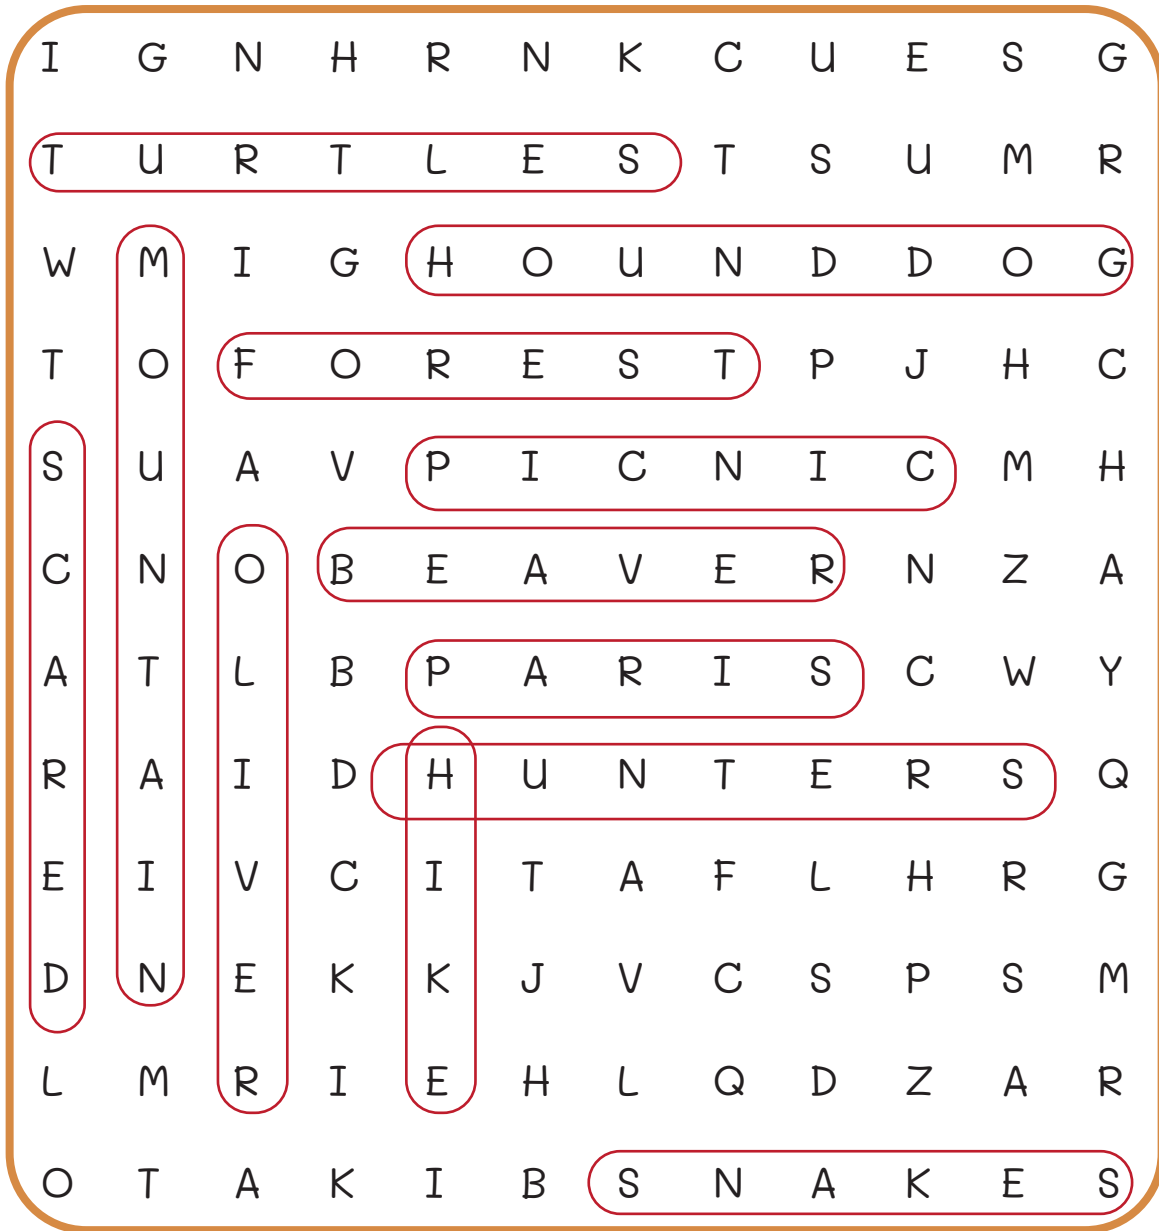 I G N H R N K C U E S G
T U R T L E S T S U M R
W M I G H O U N D D O G
T O F O R E S T P J H C
S U A V P I C N I C M H
C N O B E A V E R N Z A
A T L B P A R I S C W Y
R A I D H U N T E R S Q
E I V C I T A F L H R G
D N E K K J V C S P S M
L M R I E H L Q D Z A R
O T A K I B S N A K E S